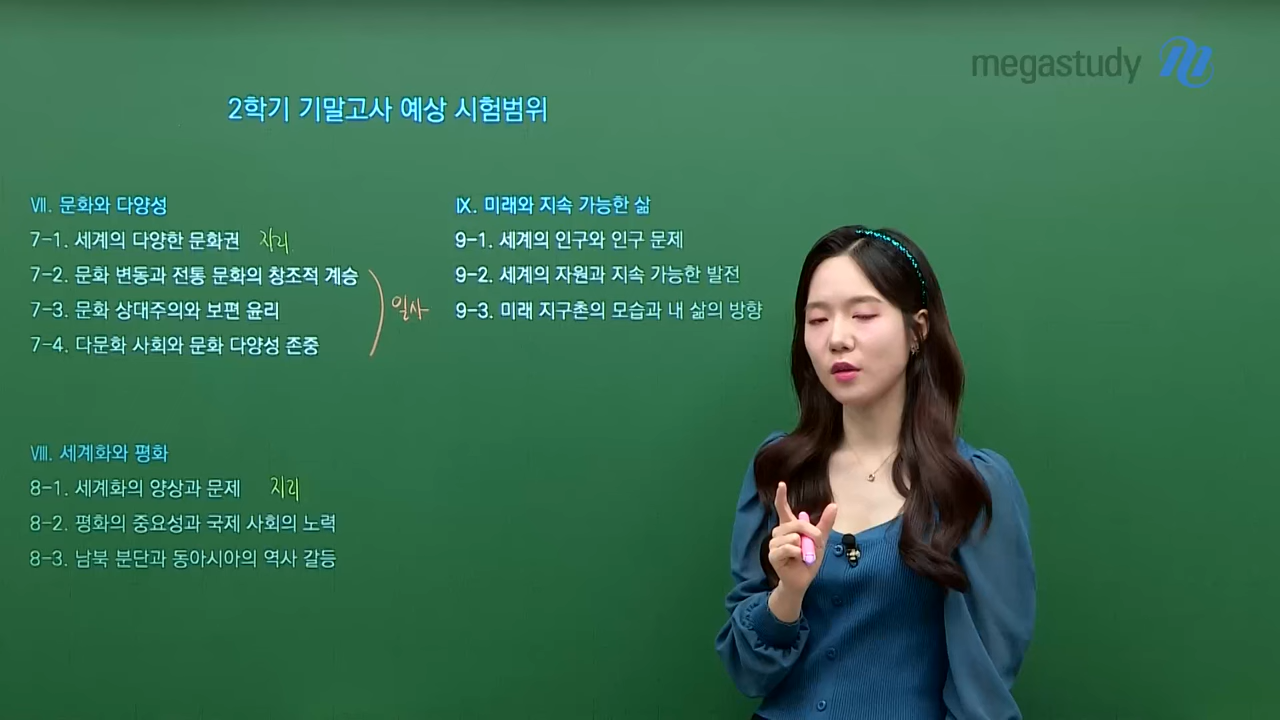 megastudy
2학기 기말고사 예상 시험범위
Ⅶ. 문화와 다양성
7-1. 세계의 다양한 문화권 지리
7-2. 문화 변동과 전통 문화의 창조적 계승
7-3. 문화 상대주의와 보편 윤리
7-4. 다문화 사회와 문화 다양성 존중
일사
Ⅷ. 세계화와 평화
8-1. 세계화의 양상과 문제 지리
8-2. 평화의 중요성과 국제 사회의 노력
8-3. 남북 분단과 동아시아의 역사 갈등
Ⅸ. 미래와 지속 가능한 삶
9-1. 세계의 인구와 인구 문제
9-2. 세계의 자원과 지속 가능한 발전
9-3. 미래 지구촌의 모습과 내 삶의 방향